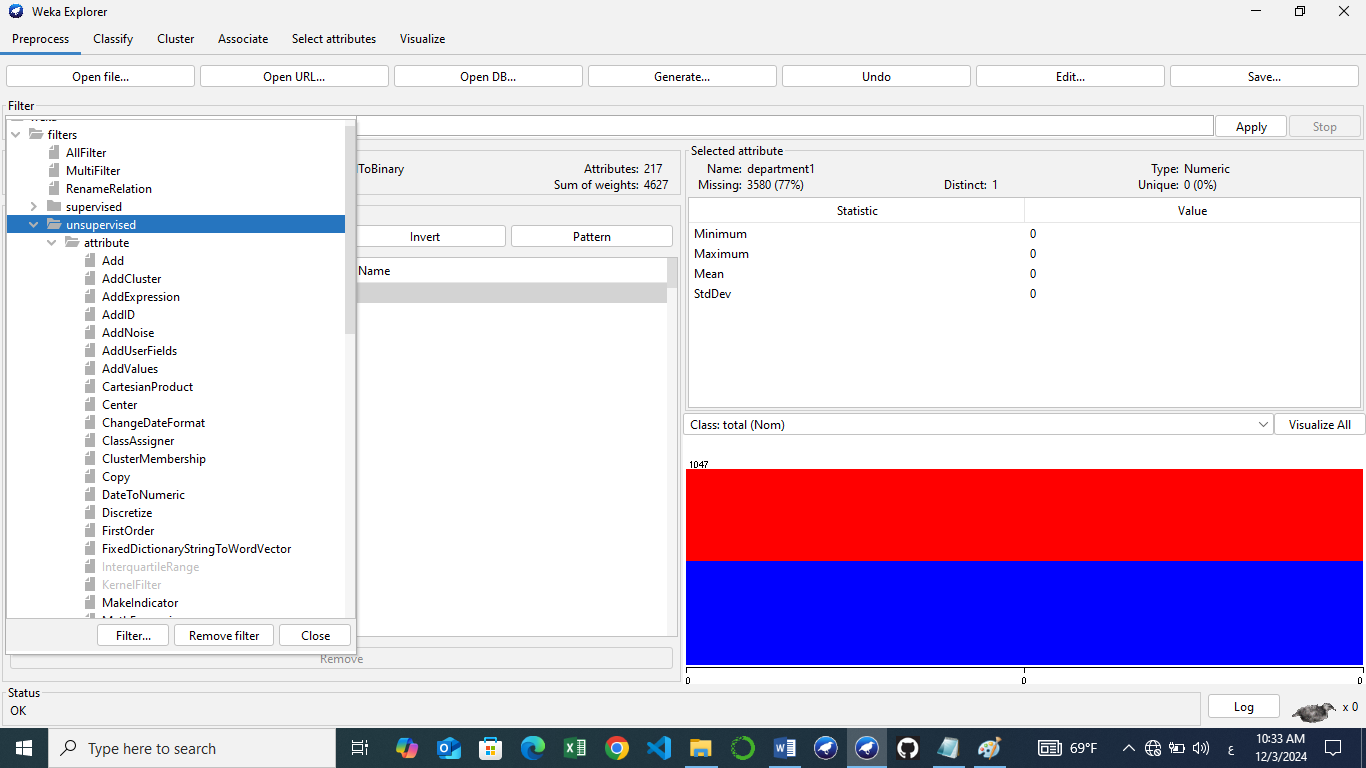 Weka Explorer
Preprocess Classify Cluster Associate Select attributes Visualize
Open file... Open URL... Open DB... Generate... Undo Edit... Save...
Filter
Apply Stop
filters
AllFilter
MultiFilter
RenameRelation
supervised
unsupervised
attribute
Add
AddCluster
AddExpression
AddID
AddNoise
AddUserFields
AddValues
CartesianProduct
Center
ChangeDateFormat
ClassAssigner
ClusterMembership
Copy
DateToNumeric
Discretize
FirstOrder
FixedDictionaryStringToWordVector
InterquartileRange
KernelFilter
MakeIndicator
Filter... Remove filter Close
ToBinary Attributes: 217
Sum of weights: 4627
Invert Pattern
Name
Remove
Selected attribute
Name: department1 Type: Numeric
Missing: 3580 (77%) Distinct: 1 Unique: 0 (0%)
Statistic Value
Minimum 0
Maximum 0
Mean 0
StdDev 0
Class: total (Nom) Visualize All
1047
0 0 0
Status
OK
Log x 0
Type here to search
69°F
ع
10:33 AM
12/3/2024